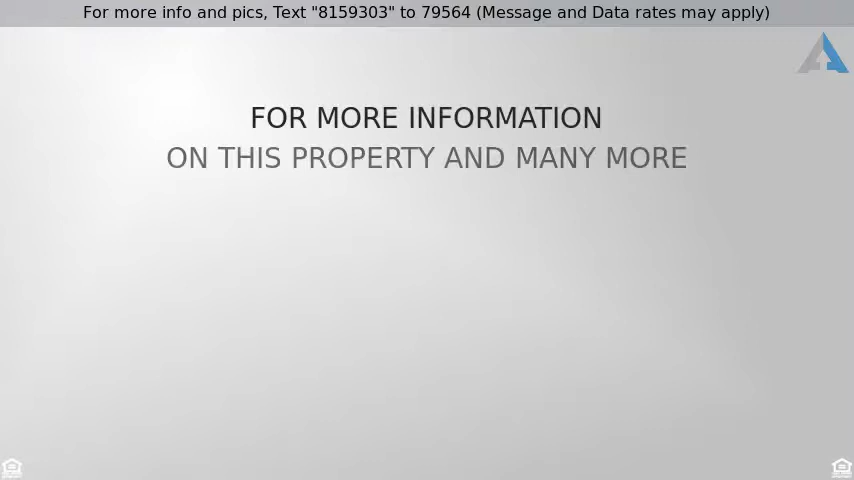 For more info and pics, Text "8159303" to 79564 (Message and Data rates may apply)
FOR MORE INFORMATION
ON THIS PROPERTY AND MANY MORE